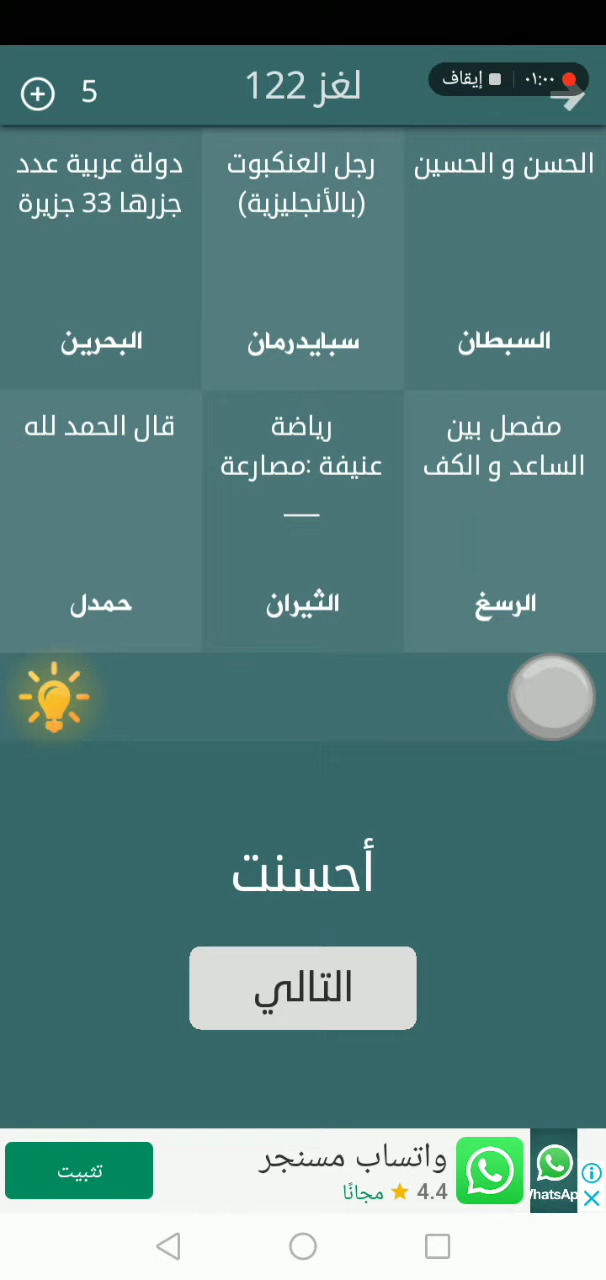 إيقاف ٠١:٠٠
لغز 122
5
الحسن و الحسين
السبطان
رجل العنكبوت
(بالأنجليزية)
سبايدرمان
دولة عربية عدد
جزرها 33 جزيرة
البحرين
مفصل بين
الساعد و الكف
الرسغ
رياضة
عنيفة :مصارعة
__
الثيران
قال الحمد لله
حمدل
أحسنت
التالي
واتساب مسنجر
4.4 ★ مجانًا
تثبيت
WhatsApp